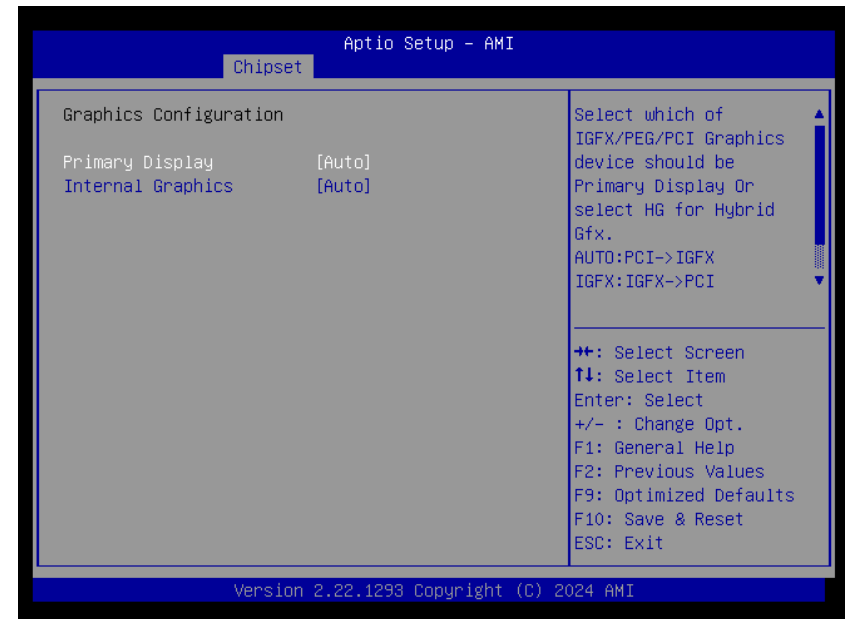 Aptio Setup – AMI
Chipset
Graphics Configuration
Primary Display [Auto]
Internal Graphics [Auto]
Select which of
IGFX/PEG/PCI Graphics
device should be
Primary Display Or
select HG for Hybrid
Gfx.
AUTO:PCI->IGFX
IGFX:IGFX->PCI
→←: Select Screen
↑↓: Select Item
Enter: Select
+/- : Change Opt.
F1: General Help
F2: Previous Values
F9: Optimized Defaults
F10: Save & Reset
ESC: Exit
Version 2.22.1293 Copyright (C) 2024 AMI